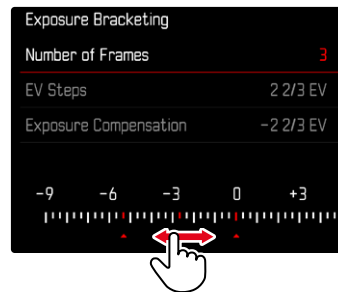 Exposure Bracketing
Number of Frames 3
EV Steps 2 2/3 EV
Exposure Compensation -2 2/3 EV
-9 -6 -3 0 +3